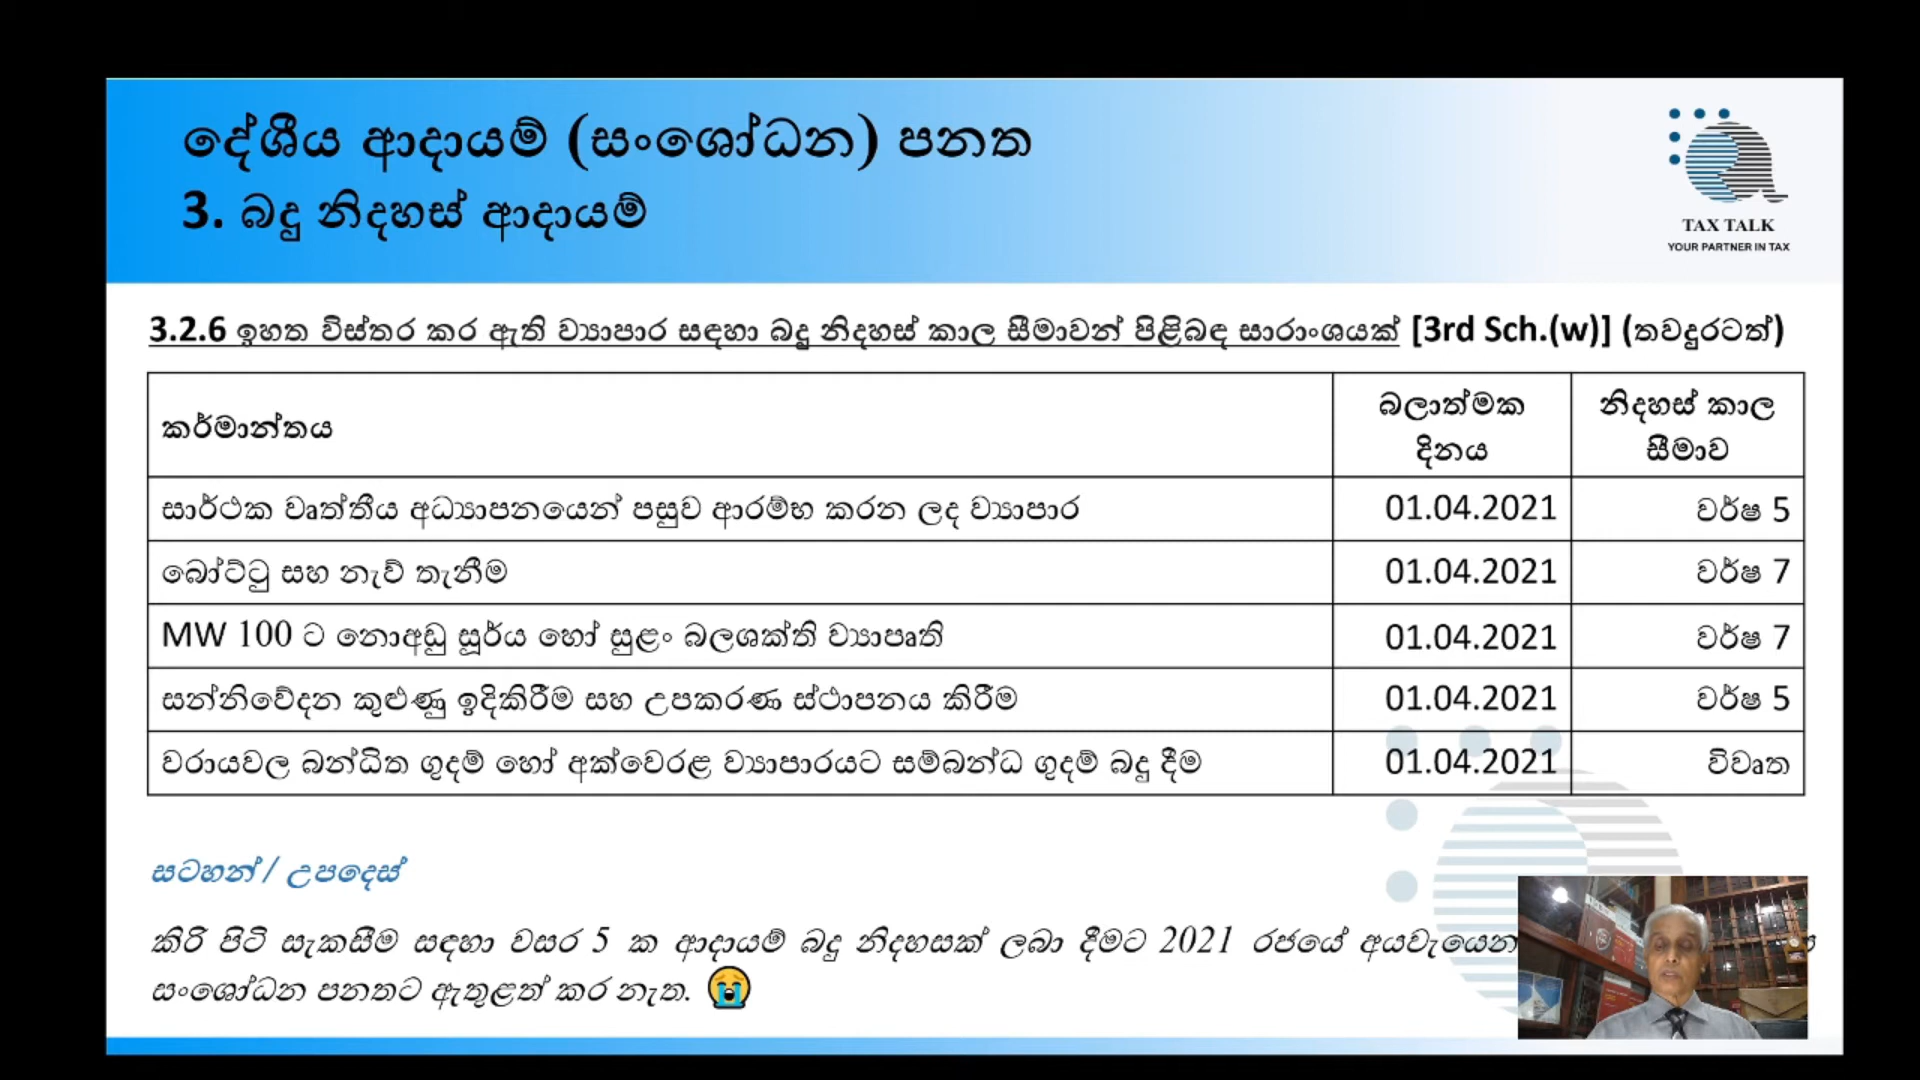 දේශීය ආදායම් (සංශෝධන) පනත
3. බදු නිදහස් ආදායම්
TAX TALK
YOUR PARTNER IN TAX
3.2.6 ඉහත විස්තර කර ඇති ව්‍යාපාර සඳහා බදු නිදහස් කාල සීමාවන් පිළිබඳ සාරාංශයක් [3rd Sch.(w)] (තවදුරටත්)
කර්මාන්තය
බලාත්මක
දිනය
නිදහස් කාල
සීමාව
සාර්ථක වෘත්තීය අධ්‍යාපනයෙන් පසුව ආරම්භ කරන ලද ව්‍යාපාර 01.04.2021 වර්ෂ 5
බෝට්ටු සහ නැව් තැනීම 01.04.2021 වර්ෂ 7
MW 100 ට නොඅඩු සූර්ය හෝ සුළං බලශක්ති ව්‍යාපෘති 01.04.2021 වර්ෂ 7
සන්නිවේදන කුළුණු ඉදිකිරීම සහ උපකරණ ස්ථාපනය කිරීම 01.04.2021 වර්ෂ 5
වරායවල බන්ධිත ගුදම් හෝ අක්වෙරළ ව්‍යාපාරයට සම්බන්ධ ගුදම් බදු දීම 01.04.2021 විවෘත
සටහන් / උපදෙස්
කිරි පිටි සැකසීම සඳහා වසර 5 ක ආදායම් බදු නිදහසක් ලබා දීමට 2021 රජයේ අයවැයෙන්
සංශෝධන පනතට ඇතුළත් කර නැත. 😭